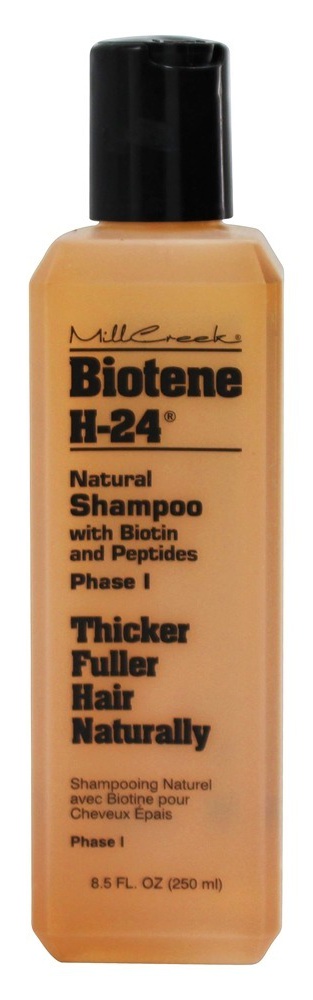 MillCreek®
Biotene
H-24®
Natural
Shampoo
with Biotin
and Peptides
Phase I
Thicker
Fuller
Hair
Naturally
Shampooing Naturel
avec Biotine pour
Cheveux Épais
Phase I
8.5 FL. OZ (250 ml)